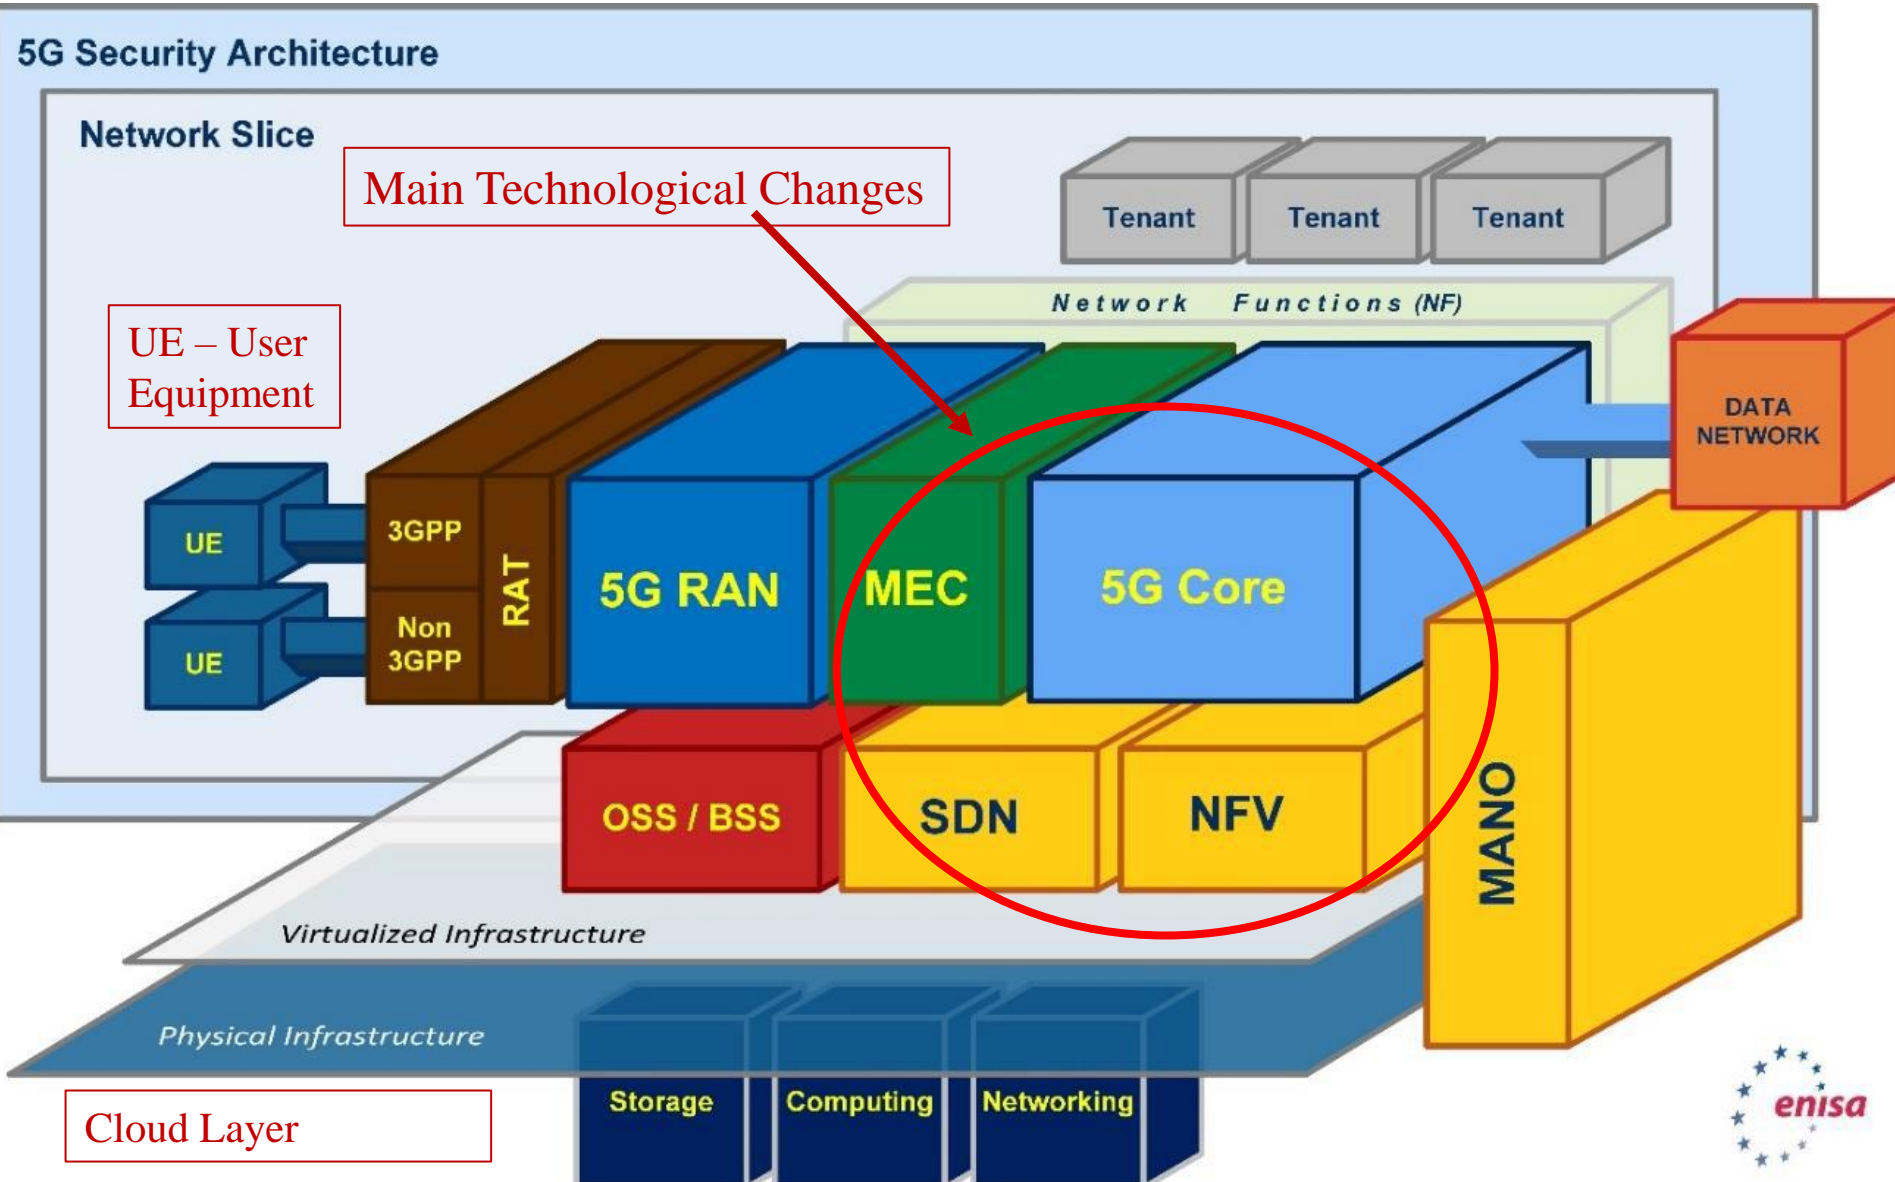 5G Security Architecture
Network Slice
Main Technological Changes
Tenant
Tenant
Tenant
Network Functions (NF)
UE – User
Equipment
DATA
NETWORK
UE
3GPP
RAT
5G RAN
MEC
5G Core
UE
Non
3GPP
OSS / BSS
SDN
NFV
MANO
Virtualized Infrastructure
Physical Infrastructure
Storage
Computing
Networking
Cloud Layer
enisa